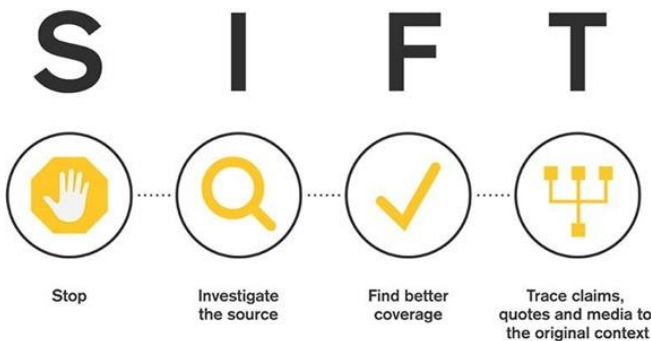 S I F T
Stop
Investigate
the source
Find better
coverage
Trace claims,
quotes and media to
the original context